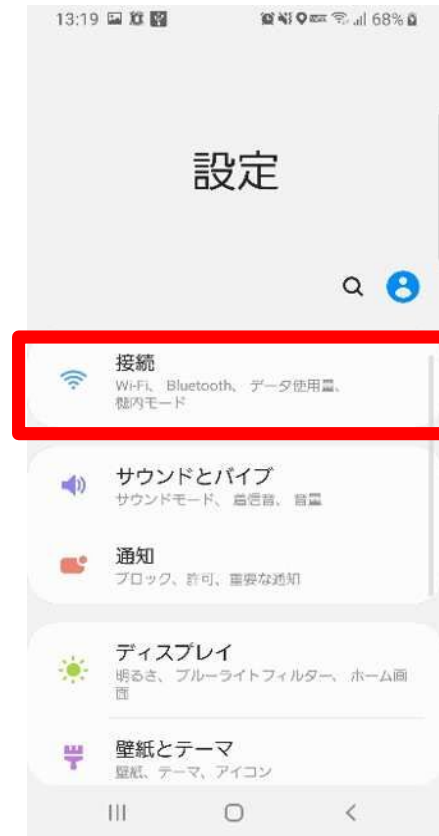 13:19 68%
設定
接続
Wi-Fi、 Bluetooth、 データ使用量、
機内モード
サウンドとバイブ
サウンドモード、 着信音、 音量
通知
ブロック、許可、重要な通知
ディスプレイ
明るさ、ブルーライトフィルター、 ホーム画
面
壁紙とテーマ
壁紙、テーマ、アイコン